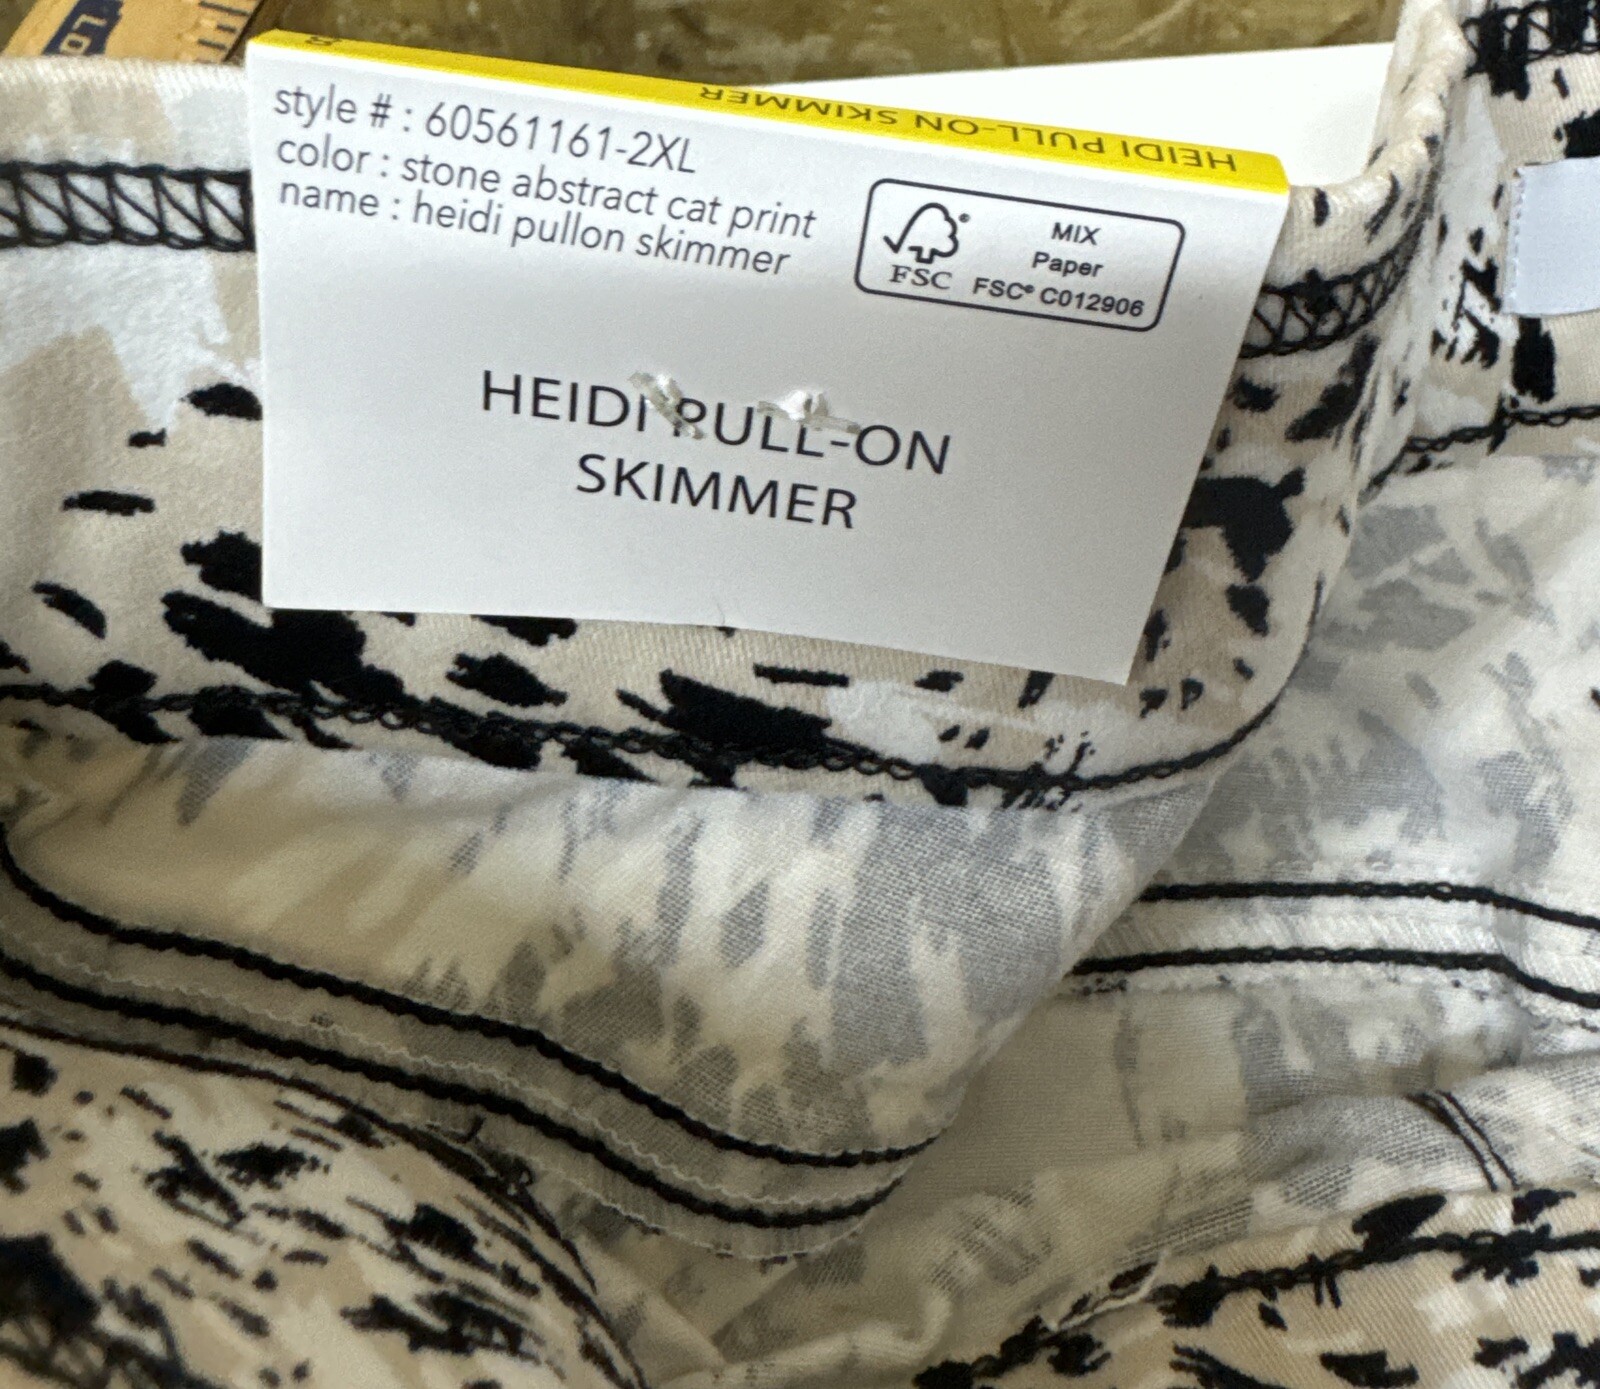 HEIDI PULL-ON SKIMMER
style # : 60561161-2XL
color : stone abstract cat print
name : heidi pullon skimmer
MIX
Paper
FSC FSC® C012906
HEIDI PULL-ON
SKIMMER